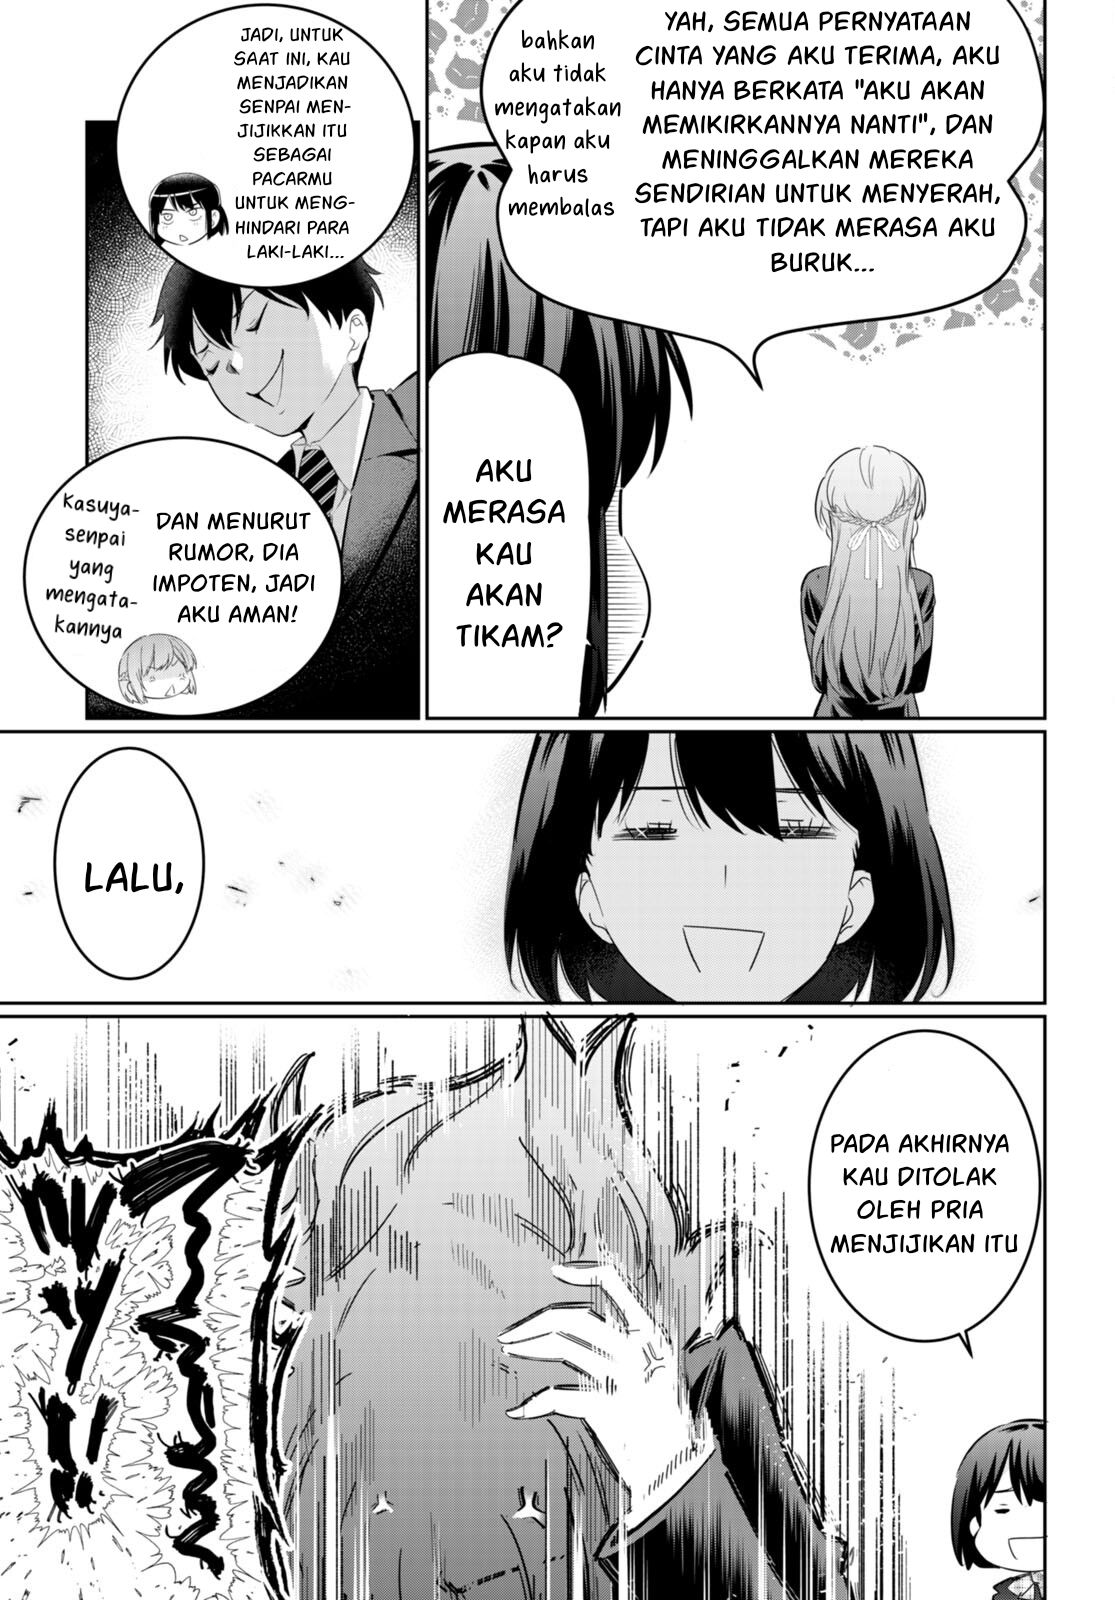 YAH, SEMUA PERNYATAAN
CINTA YANG AKU TERIMA, AKU
HANYA BERKATA "AKU AKAN
MEMIKIRKANNYA NANTI", DAN
MENINGGALKAN MEREKA
SENDIRIAN UNTUK MENYERAH,
TAPI AKU TIDAK MERASA AKU
BURUK...
bahkan
aku tidak
mengatakan
kapan aku
harus
membalas
AKU
MERASA
KAU
AKAN
TIKAM?
JADI, UNTUK
SAAT INI, KAU
MENJADIKAN
SENPAI MEN-
JIJIKKAN ITU
SEBAGAI
PACARMU
UNTUK MENG-
HINDARI PARA
LAKI-LAKI...
DAN MENURUT
RUMOR, DIA
IMPOTEN, JADI
AKU AMAN!
Kasuya-
senpai
yang
mengata-
kannya
LALU,
PADA AKHIRNYA
KAU DITOLAK
OLEH PRIA
MENJIJIKAN ITU